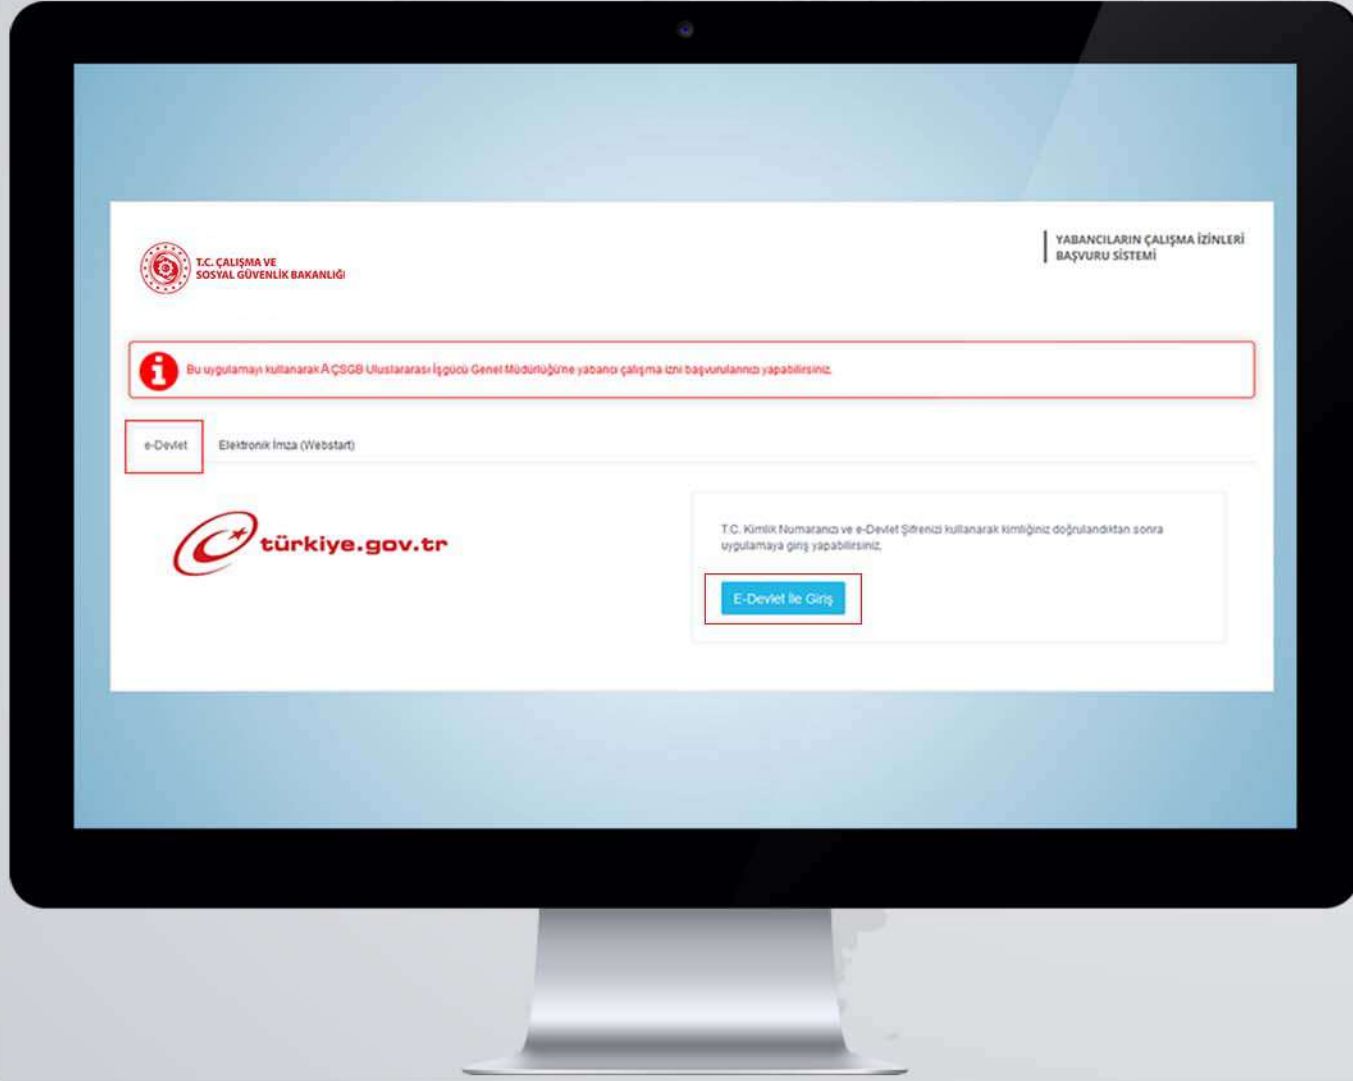 T.C. ÇALIŞMA VE
SOSYAL GÜVENLİK BAKANLIĞI
YABANCILARIN ÇALIŞMA İZİNLERİ
BAŞVURU SİSTEMİ
Bu uygulamayı kullanarak AÇSGB Uluslararası İşgücü Genel Müdürlüğü'ne yabancı çalışma izni başvurularınızı yapabilirsiniz.
e-Devlet
Elektronik İmza (Webstart)
türkiye.gov.tr
T.C. Kimlik Numaranızı ve e-Devlet Şifrenizi kullanarak kimliğiniz doğrulandıktan sonra
uygulamaya giriş yapabilirsiniz.
E-Devlet İle Giriş